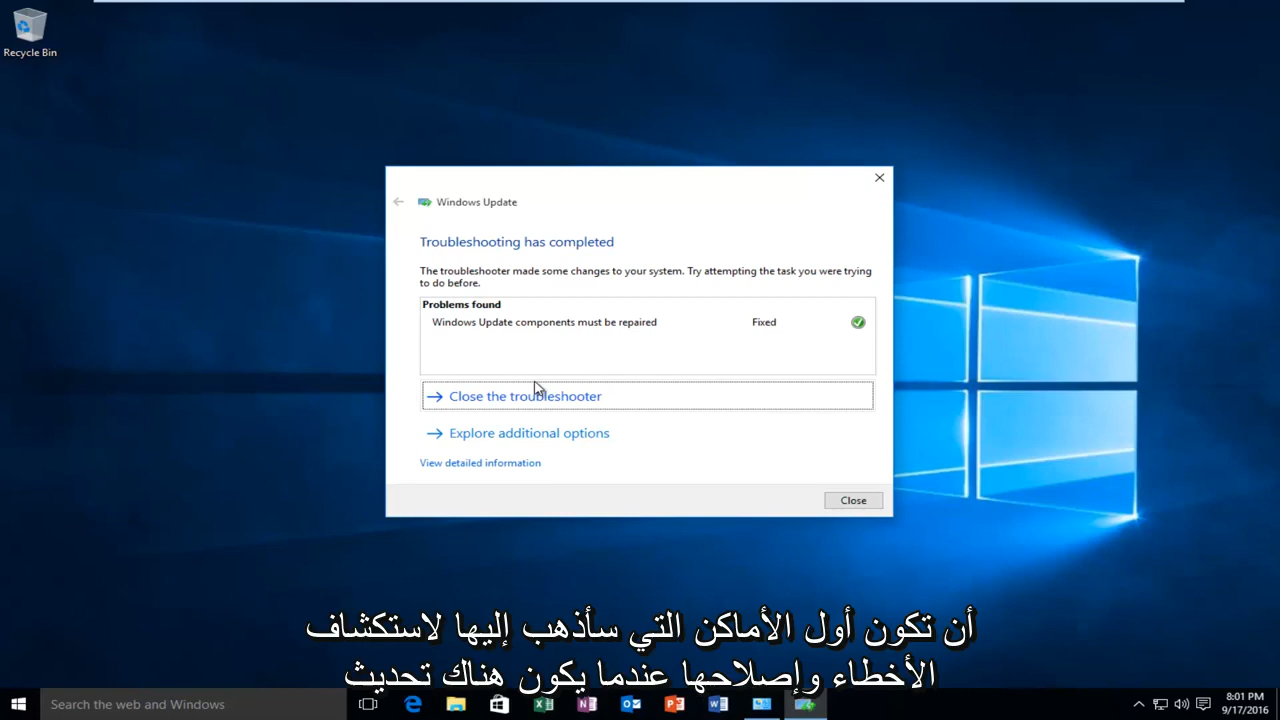 Recycle Bin
Windows Update
Troubleshooting has completed
The troubleshooter made some changes to your system. Try attempting the task you were trying
to do before.
Problems found
Windows Update components must be repaired Fixed
Close the troubleshooter
Explore additional options
View detailed information
Close
أن تكون أول الأماكن التي سأذهب إليها لاستكشاف
الأخطاء وإصلاحها عندما يكون هناك تحديث
Search the web and Windows
8:01 PM
9/17/2016